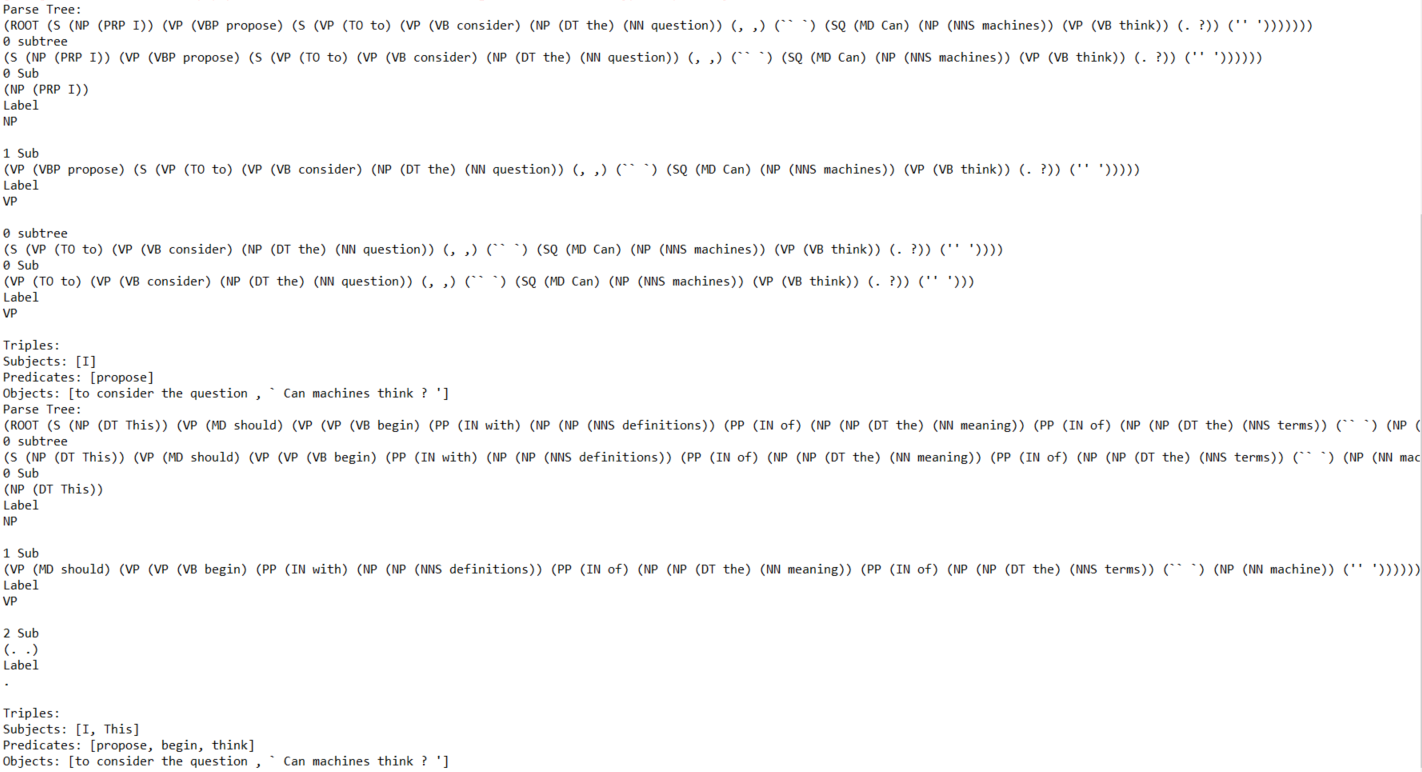 Parse Tree:
(ROOT (S (NP (PRP I)) (VP (VBP propose) (S (VP (TO to) (VP (VB consider) (NP (DT the) (NN question)) (, ,) (`` `) (SQ (MD Can) (NP (NNS machines)) (VP (VB think)) (. ?)) ('' ')))))))
0 subtree
(S (NP (PRP I)) (VP (VBP propose) (S (VP (TO to) (VP (VB consider) (NP (DT the) (NN question)) (, ,) (`` `) (SQ (MD Can) (NP (NNS machines)) (VP (VB think)) (. ?)) ('' '))))))
0 Sub
(NP (PRP I))
Label
NP
1 Sub
(VP (VBP propose) (S (VP (TO to) (VP (VB consider) (NP (DT the) (NN question)) (, ,) (`` `) (SQ (MD Can) (NP (NNS machines)) (VP (VB think)) (. ?)) ('' ')))))
Label
VP
0 subtree
(S (VP (TO to) (VP (VB consider) (NP (DT the) (NN question)) (, ,) (`` `) (SQ (MD Can) (NP (NNS machines)) (VP (VB think)) (. ?)) ('' '))))
0 Sub
(VP (TO to) (VP (VB consider) (NP (DT the) (NN question)) (, ,) (`` `) (SQ (MD Can) (NP (NNS machines)) (VP (VB think)) (. ?)) ('' ')))
Label
VP
Triples:
Subjects: [I]
Predicates: [propose]
Objects: [to consider the question , ` Can machines think ? ']
Parse Tree:
(ROOT (S (NP (DT This)) (VP (MD should) (VP (VP (VB begin) (PP (IN with) (NP (NP (NNS definitions)) (PP (IN of) (NP (NP (DT the) (NN meaning)) (PP (IN of) (NP (NP (DT the) (NNS terms)) (`` `) (NP (
0 subtree
(S (NP (DT This)) (VP (MD should) (VP (VP (VB begin) (PP (IN with) (NP (NP (NNS definitions)) (PP (IN of) (NP (NP (DT the) (NN meaning)) (PP (IN of) (NP (NP (DT the) (NNS terms)) (`` `) (NP (NN mac
0 Sub
(NP (DT This))
Label
NP
1 Sub
(VP (MD should) (VP (VP (VB begin) (PP (IN with) (NP (NP (NNS definitions)) (PP (IN of) (NP (NP (DT the) (NN meaning)) (PP (IN of) (NP (NP (DT the) (NNS terms)) (`` `) (NP (NN machine)) ('' '))))))
Label
VP
2 Sub
(. .)
Label
.
Triples:
Subjects: [I, This]
Predicates: [propose, begin, think]
Objects: [to consider the question , ` Can machines think ? ']